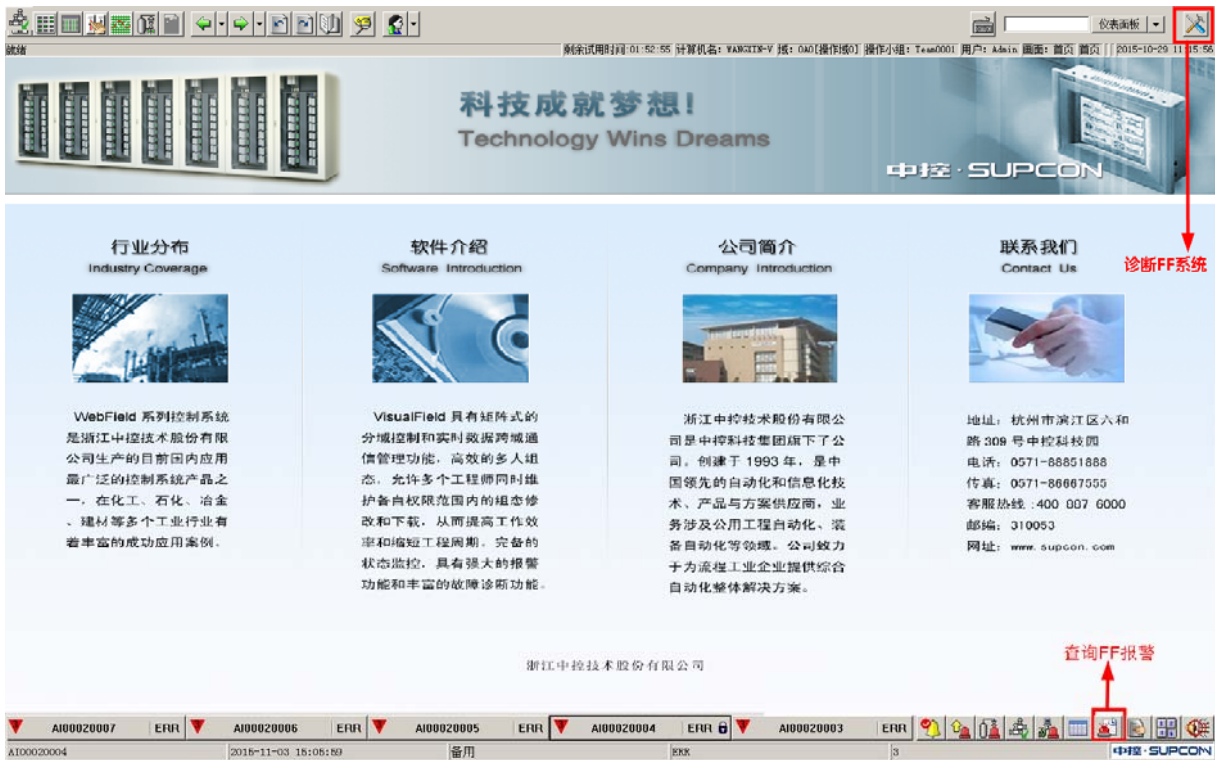 仪表面板
就绪
剩余试用时间:01:52:55 计算机名: WANGXIN-V 域: 0A0[操作域0] 操作小组: Team0001 用户: Admin 画面: 首页 首页 2015-10-29 11:15:56
科技成就梦想!
Technology Wins Dreams
中控·SUPCON
诊断FF系统
行业分布
Industry Coverage
WebField 系列控制系统
是浙江中控技术股份有限
公司生产的目前国内应用
最广泛的控制系统产品之
一，在化工、石化、冶金
、建材等多个工业行业有
着丰富的成功应用案例.
软件介绍
Software Introduction
VisualField 具有矩阵式的
分域控制和实时数据跨域通
信管理功能，高效的多人组
态，允许多个工程师同时维
护各自权限范围内的组态修
改和下载，从而提高工作效
率和缩短工程周期。完备的
状态监控，具有强大的报警
功能和丰富的故障诊断功能.
公司简介
Company Introduction
浙江中控技术股份有限公
司是中控科技集团旗下子公
司，创建于 1993 年，是中
国领先的自动化和信息化技
术、产品与方案供应商，业
务涉及公用工程自动化、装
备自动化等领域。公司致力
于为流程工业企业提供综合
自动化整体解决方案。
联系我们
Contact Us
地址: 杭州市滨江区六和
路 309 号中控科技园
电话: 0571-88851888
传真: 0571-86667555
客服热线 :400 887 6000
邮编: 310053
网址: www.supcon.com
查询FF报警
浙江中控技术股份有限公司
AI00020007 ERR AI00020006 ERR AI00020005 ERR AI00020004 ERR AI00020003 ERR
AI00020004 2015-11-03 15:05:59 备用 ERR 3 中控·SUPCON